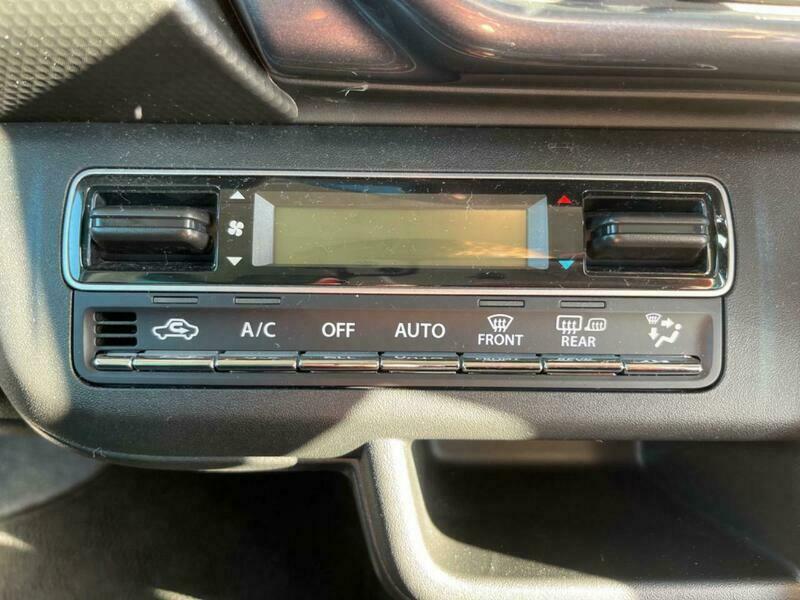 A/C OFF AUTO FRONT REAR